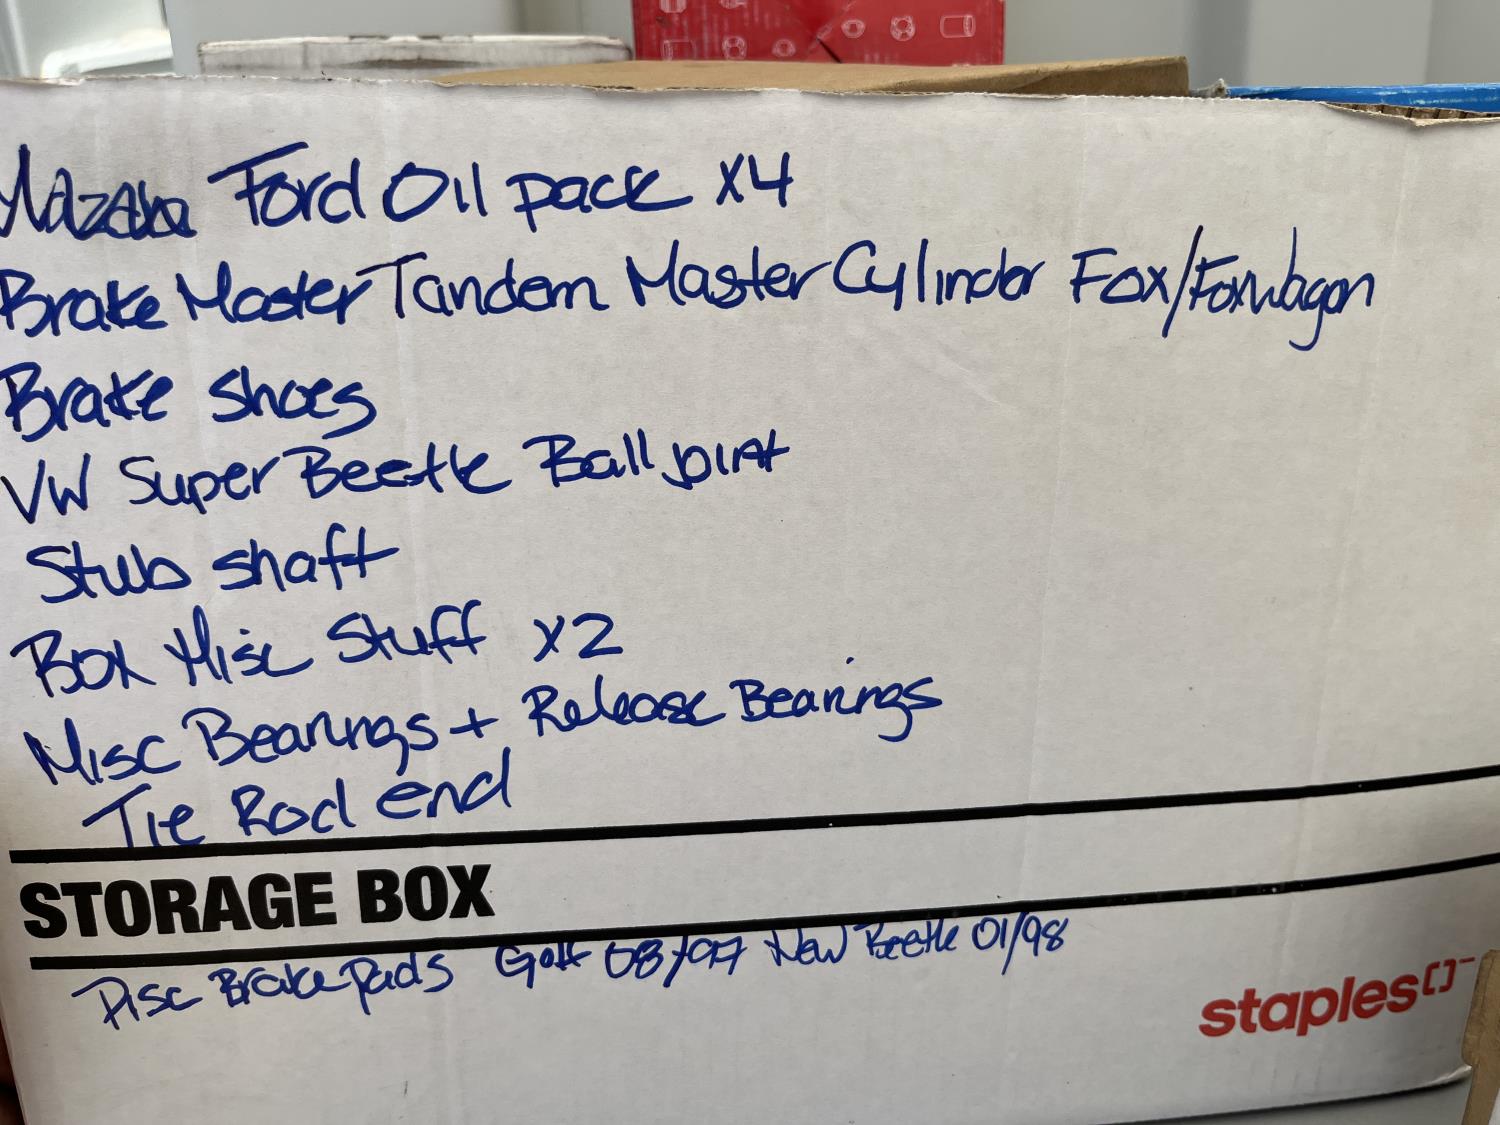 Mazda Ford Oil pack x4
Brake Master Tandem Master Cylinder Fox/Foxwagon
Brake shoes
VW Super Beetle Ball joint
Stub shaft
Box Misc Stuff x2
Misc Bearings + Release Bearings
Tie Rod end
STORAGE BOX
Disc Brake pads Golf 08/97 New Beetle 01/98
staples